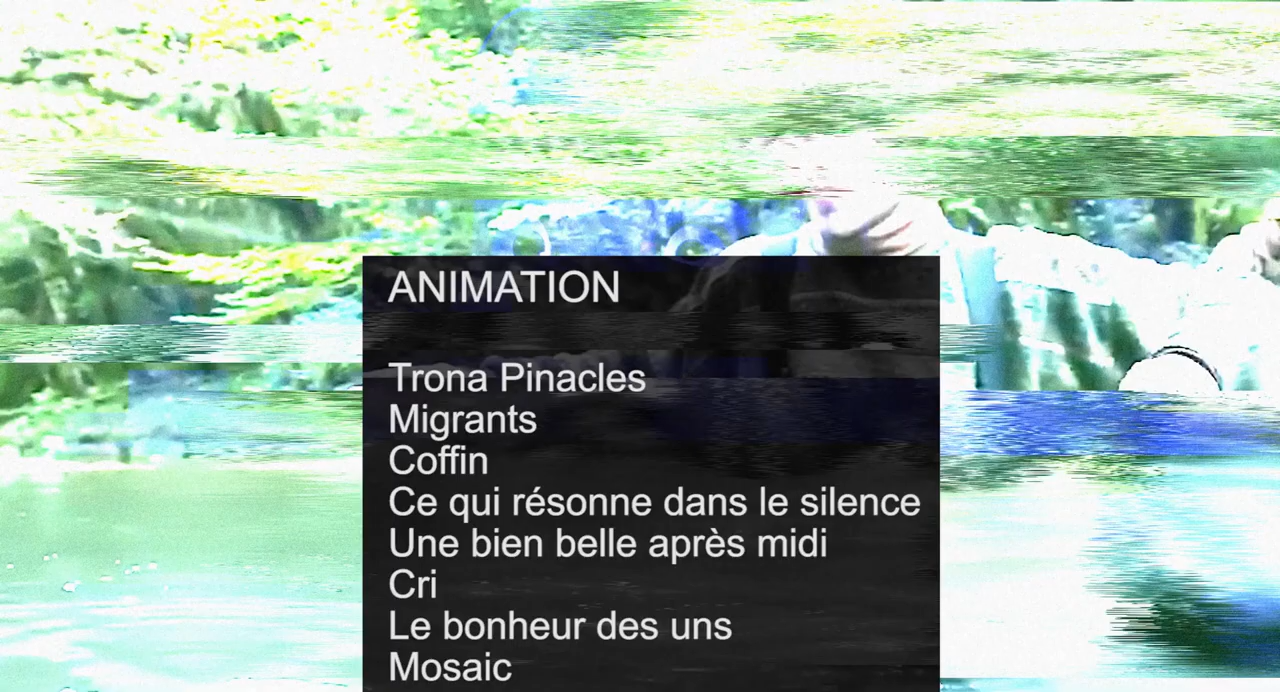 ANIMATION
Trona Pinacles
Migrants
Coffin
Ce qui résonne dans le silence
Une bien belle après midi
Cri
Le bonheur des uns
Mosaic